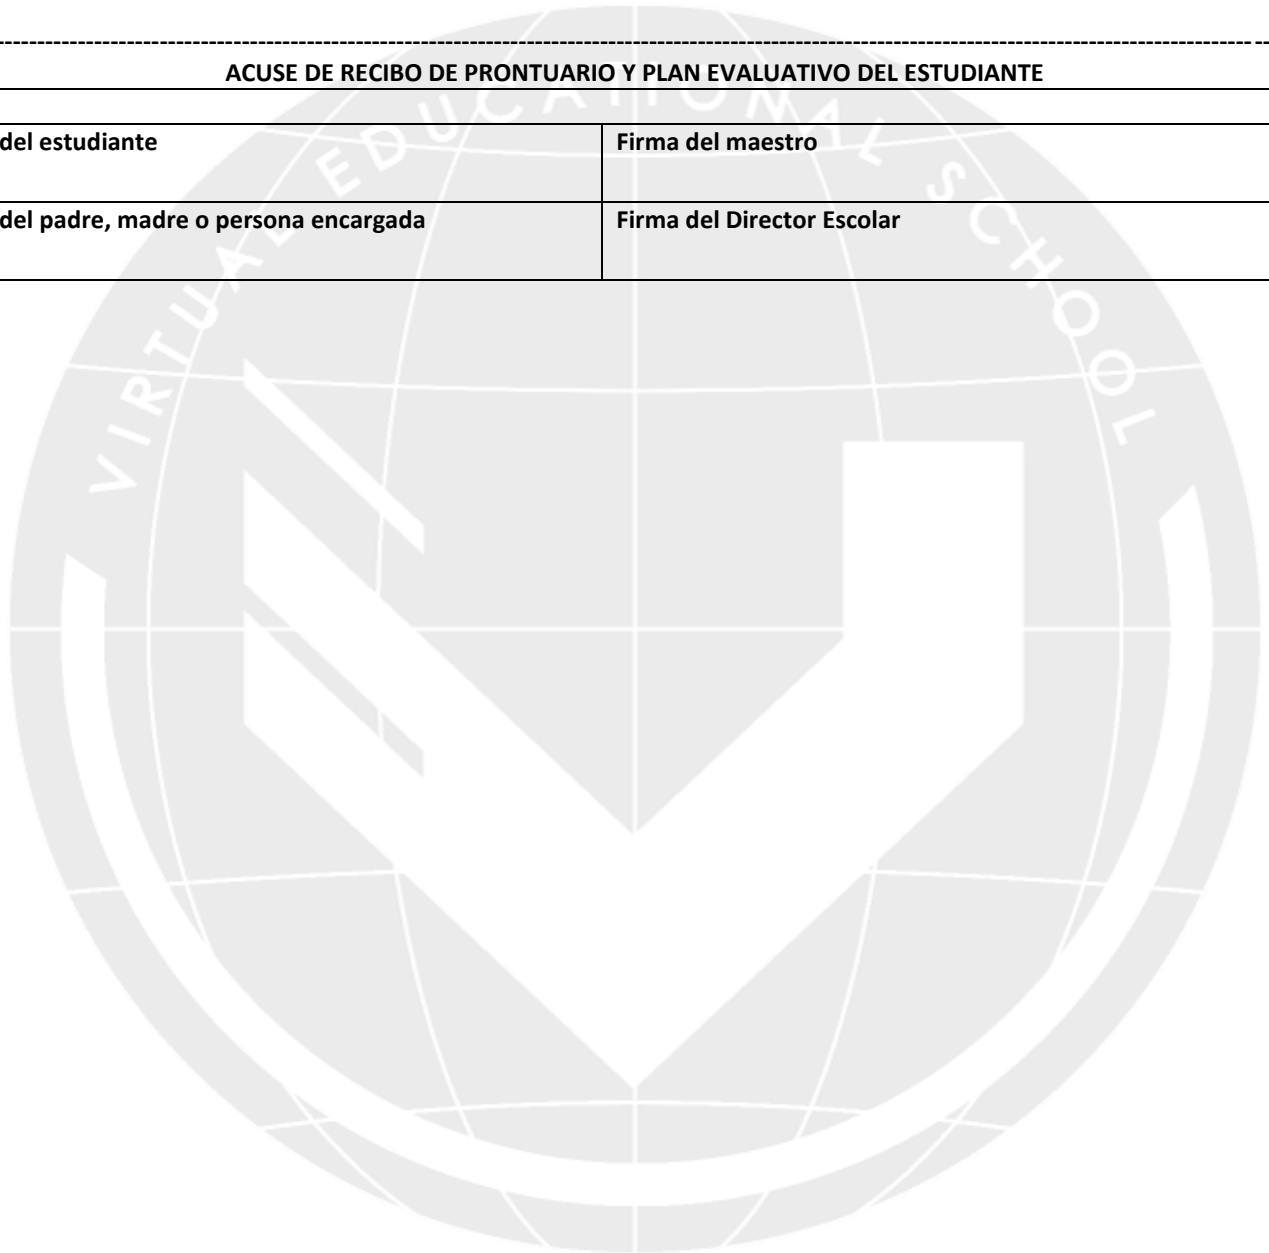 ACUSE DE RECIBO DE PRONTUARIO Y PLAN EVALUATIVO DEL ESTUDIANTE
del estudiante Firma del maestro
del padre, madre o persona encargada Firma del Director Escolar
VIRTUAL EDUCATIONAL SCHOOL